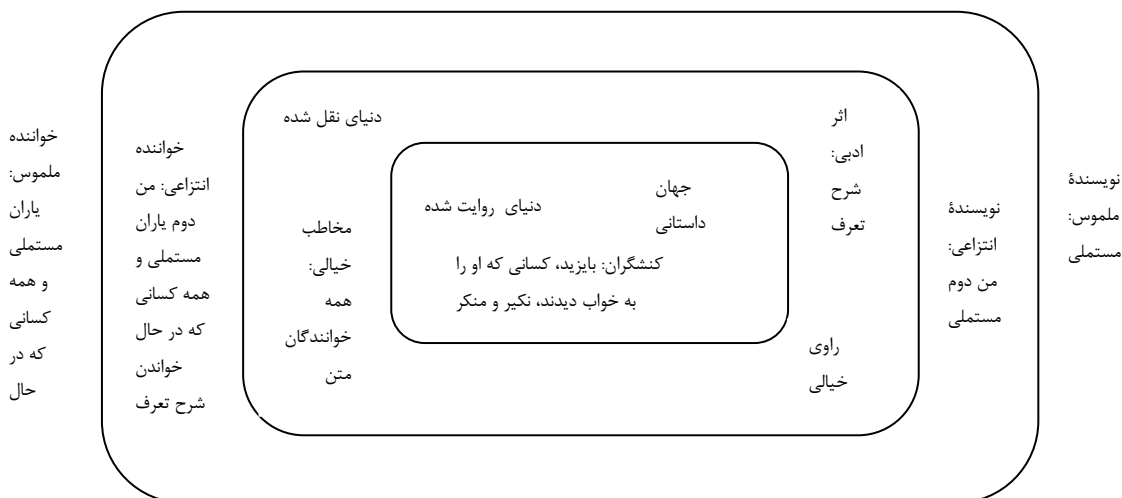 نویسندهٔ
ملموس:
مستملی
نویسندهٔ
انتزاعی:
من دوم
مستملی
اثر
ادبی:
شرح
تعرف
راوی
خیالی
جهان
داستانی
دنیای روایت شده
کنشگران: بایزید، کسانی که او را
به خواب دیدند، نکیر و منکر
دنیای نقل شده
مخاطب
خیالی:
همه
خوانندگان
متن
خواننده
انتزاعی: من
دوم یاران
مستملی و
همه کسانی
که در حال
خواندن
شرح تعرف
خواننده
ملموس:
یاران
مستملی
و همه
کسانی
که در
حال